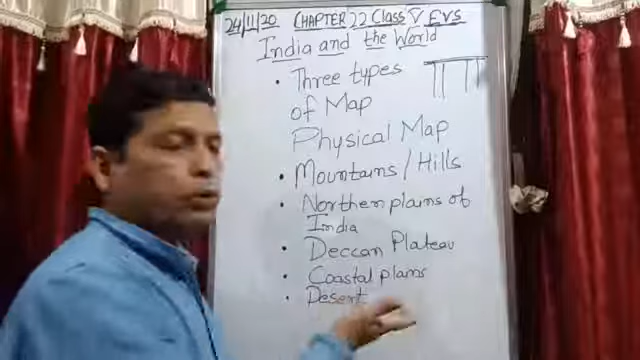 24/11/20 CHAPTER 22 Class V EVS
India and the World
• Three types
of Map
Physical Map
• Mountains / Hills
• Northern plains of
India
• Deccan Plateau
• Coastal plains
• Desert